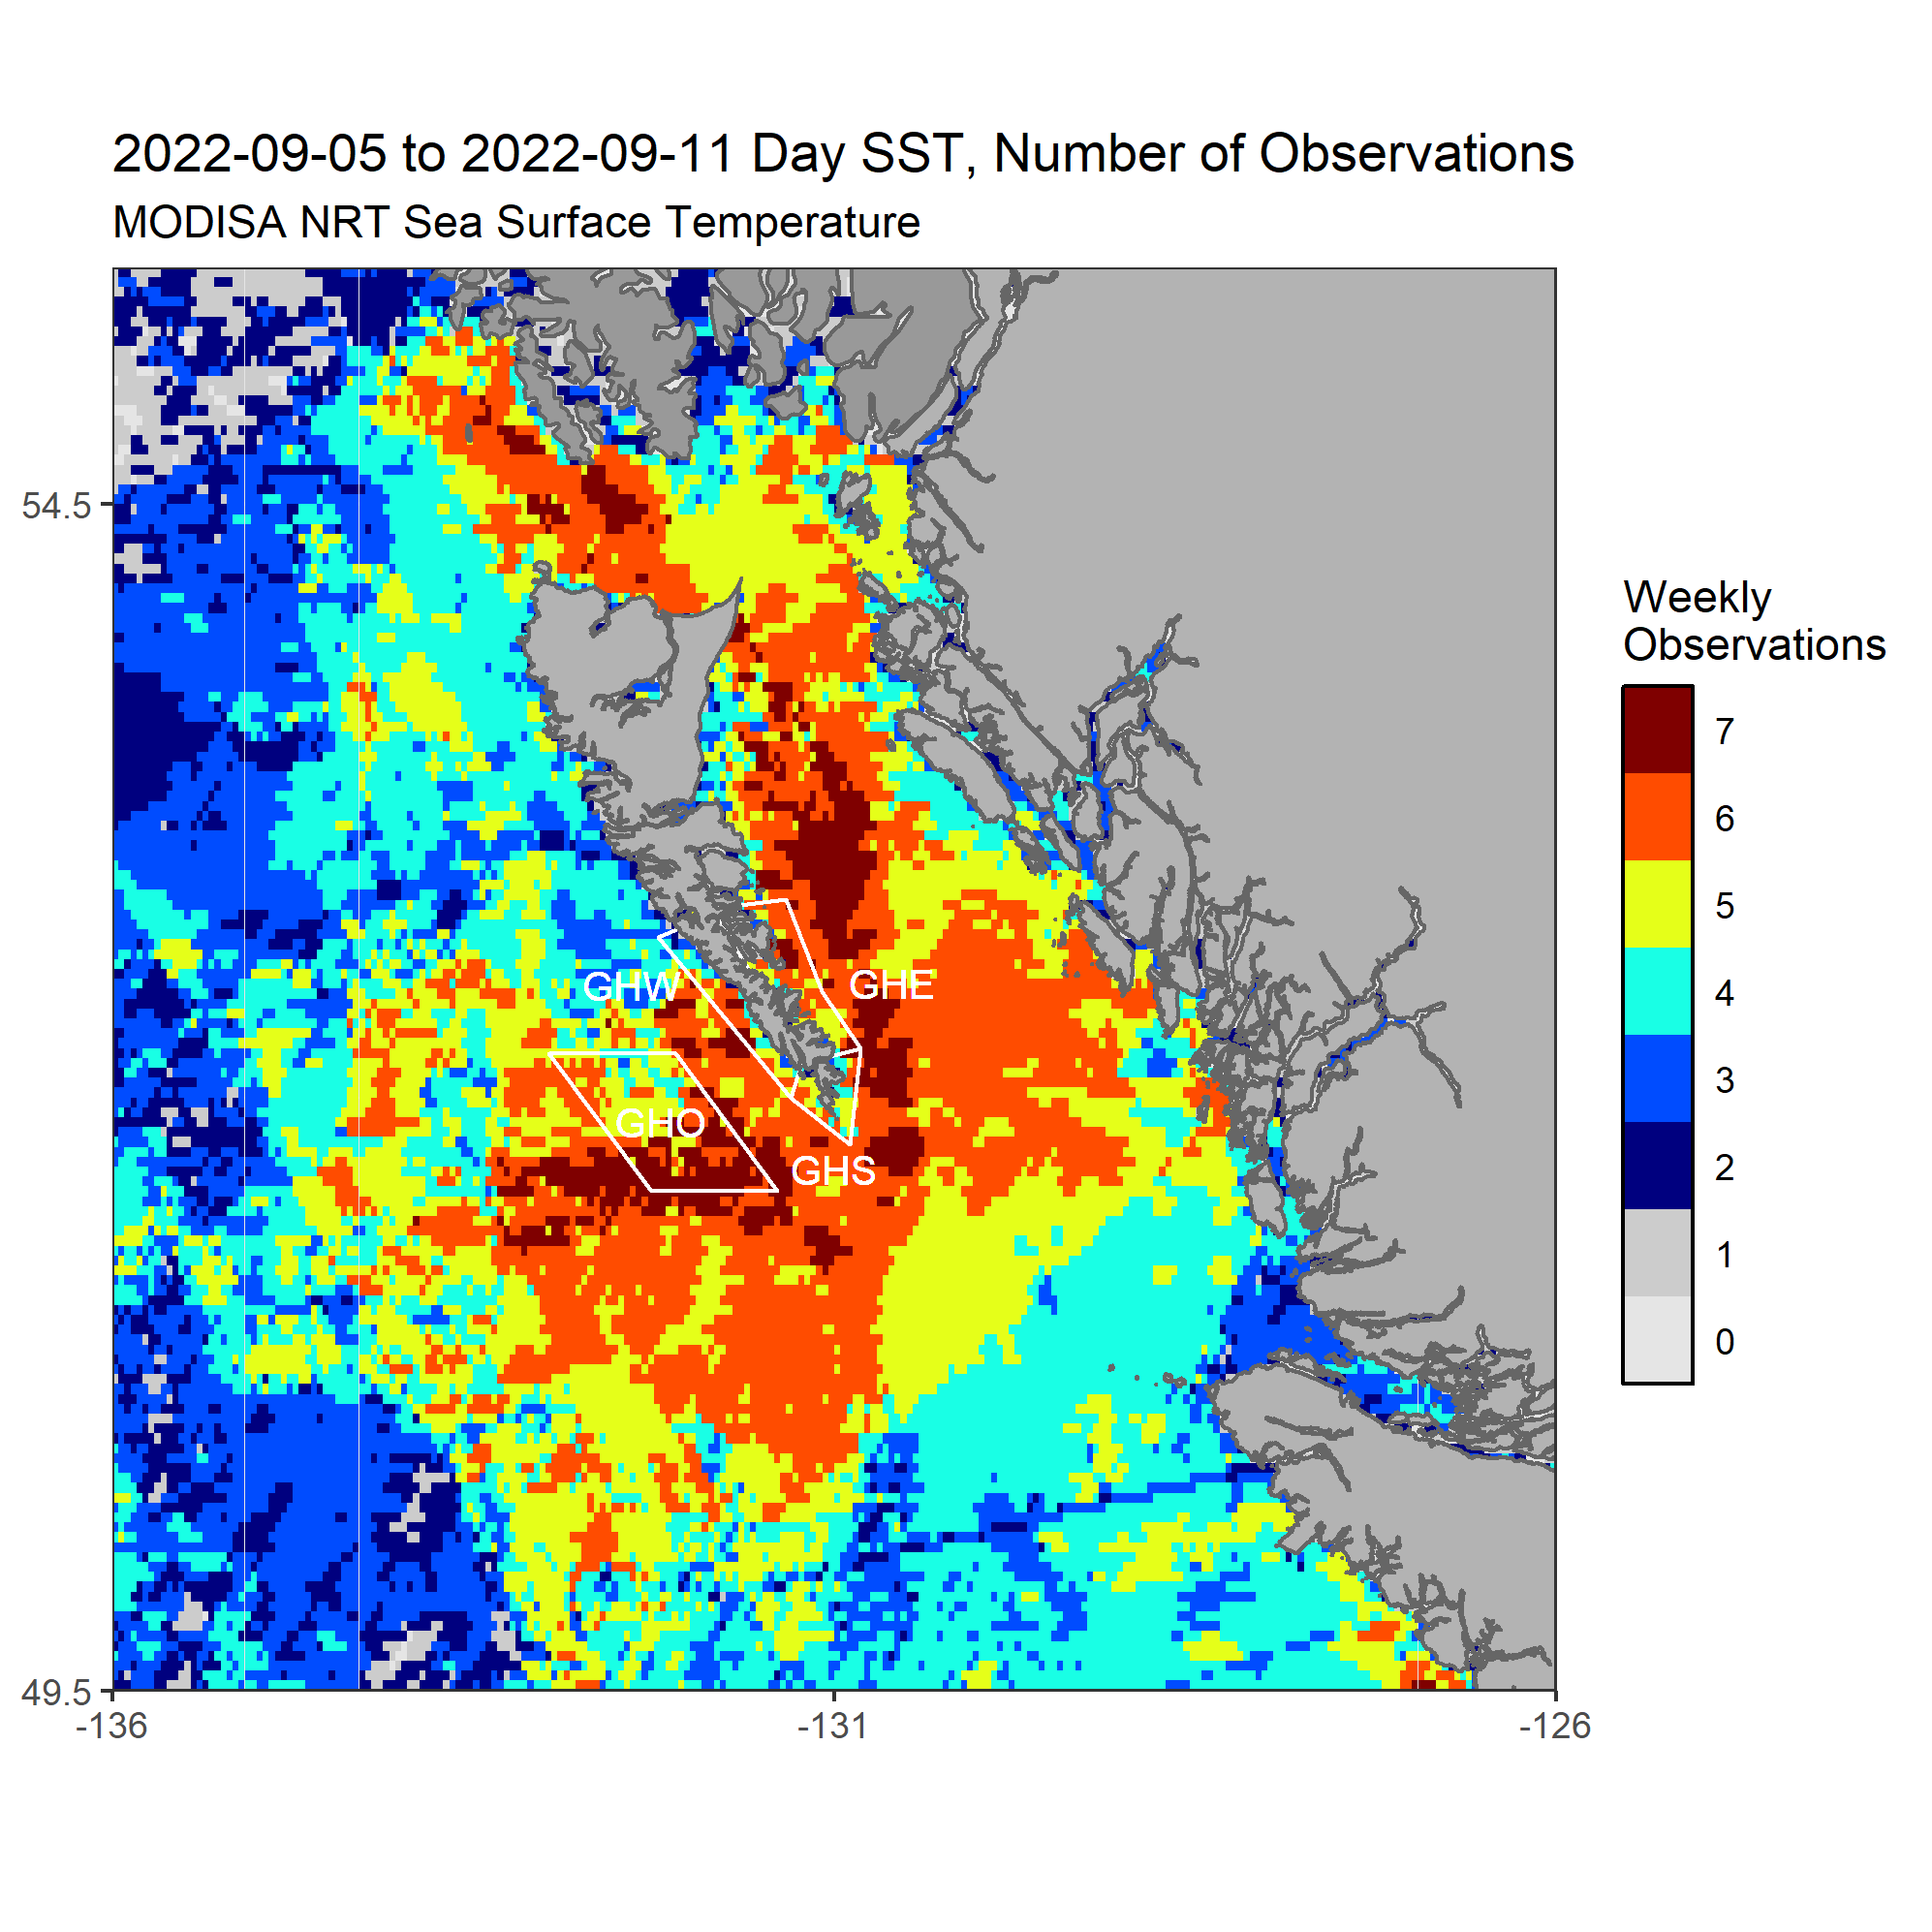 2022-09-05 to 2022-09-11 Day SST, Number of Observations
MODISA NRT Sea Surface Temperature
54.5
49.5
-136
-131
-126
GHW
GHE
GHO
GHS
Weekly
Observations
7
6
5
4
3
2
1
0